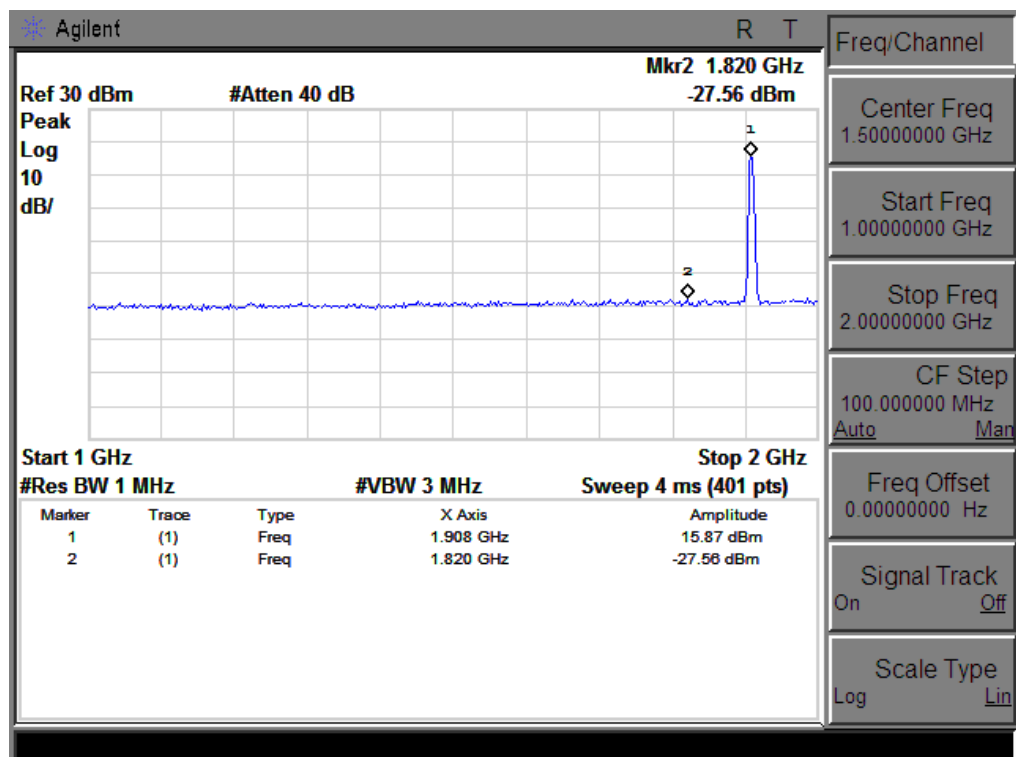 Agilent R T
Mkr2 1.820 GHz
Ref 30 dBm #Atten 40 dB -27.56 dBm
Peak
Log
10
dB/
1
2
Start 1 GHz Stop 2 GHz
#Res BW 1 MHz #VBW 3 MHz Sweep 4 ms (401 pts)
Marker Trace Type X Axis Amplitude
1 (1) Freq 1.908 GHz 15.87 dBm
2 (1) Freq 1.820 GHz -27.56 dBm
Freq/Channel
Center Freq
1.50000000 GHz
Start Freq
1.00000000 GHz
Stop Freq
2.00000000 GHz
CF Step
100.000000 MHz
Auto Man
Freq Offset
0.00000000 Hz
Signal Track
On Off
Scale Type
Log Lin